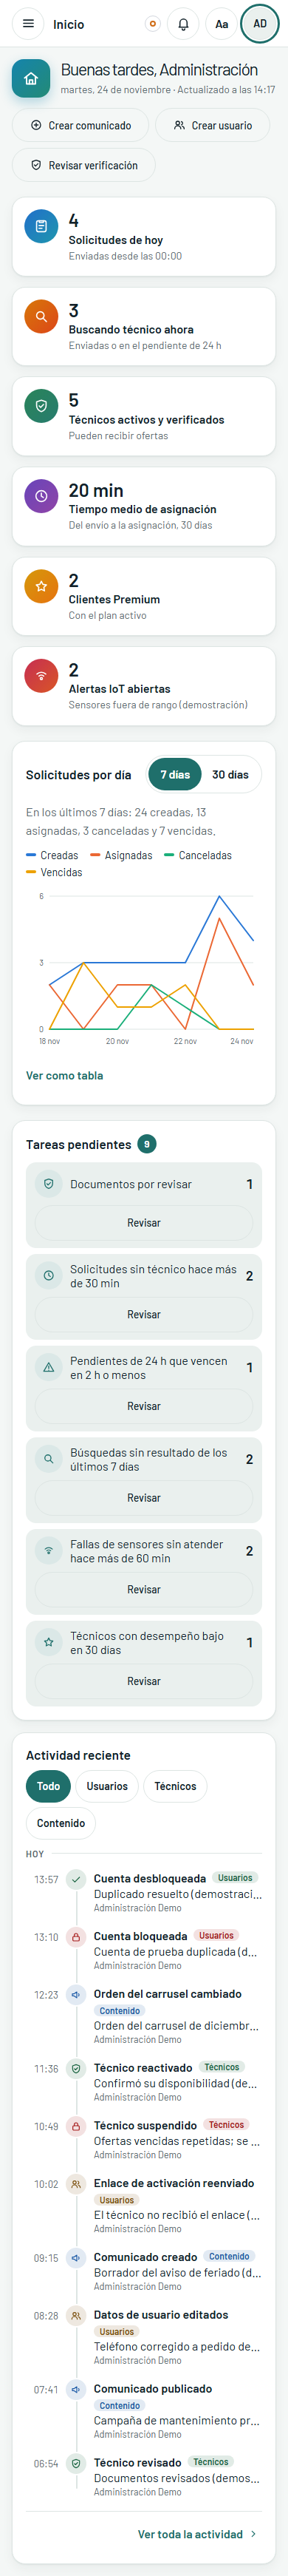 Inicio
Aa
AD
Buenas tardes, Administración
martes, 24 de noviembre · Actualizado a las 14:17
Crear comunicado
Crear usuario
Revisar verificación
4
Solicitudes de hoy
Enviadas desde las 00:00
3
Buscando técnico ahora
Enviadas o en el pendiente de 24 h
5
Técnicos activos y verificados
Pueden recibir ofertas
20 min
Tiempo medio de asignación
Del envío a la asignación, 30 días
2
Clientes Premium
Con el plan activo
2
Alertas IoT abiertas
Sensores fuera de rango (demostración)
Solicitudes por día
7 días
30 días
En los últimos 7 días: 24 creadas, 13
asignadas, 3 canceladas y 7 vencidas.
Creadas
Asignadas
Canceladas
Vencidas
6
3
0
18 nov
20 nov
22 nov
24 nov
Ver como tabla
Tareas pendientes
9
Documentos por revisar
1
Revisar
Solicitudes sin técnico hace más
de 30 min
2
Revisar
Pendientes de 24 h que vencen
en 2 h o menos
1
Revisar
Búsquedas sin resultado de los
últimos 7 días
2
Revisar
Fallas de sensores sin atender
hace más de 60 min
2
Revisar
Técnicos con desempeño bajo
en 30 días
1
Revisar
Actividad reciente
Todo
Usuarios
Técnicos
Contenido
HOY
13:57
Cuenta desbloqueada
Usuarios
Duplicado resuelto (demostraci...
Administración Demo
13:10
Cuenta bloqueada
Usuarios
Cuenta de prueba duplicada (d...
Administración Demo
12:23
Orden del carrusel cambiado
Contenido
Orden del carrusel de diciembr...
Administración Demo
11:36
Técnico reactivado
Técnicos
Confirmó su disponibilidad (de...
Administración Demo
10:49
Técnico suspendido
Técnicos
Ofertas vencidas repetidas; se ...
Administración Demo
10:02
Enlace de activación reenviado
Usuarios
El técnico no recibió el enlace (...
Administración Demo
09:15
Comunicado creado
Contenido
Borrador del aviso de feriado (d...
Administración Demo
08:28
Datos de usuario editados
Usuarios
Teléfono corregido a pedido de...
Administración Demo
07:41
Comunicado publicado
Contenido
Campaña de mantenimiento pr...
Administración Demo
06:54
Técnico revisado
Técnicos
Documentos revisados (demos...
Administración Demo
Ver toda la actividad